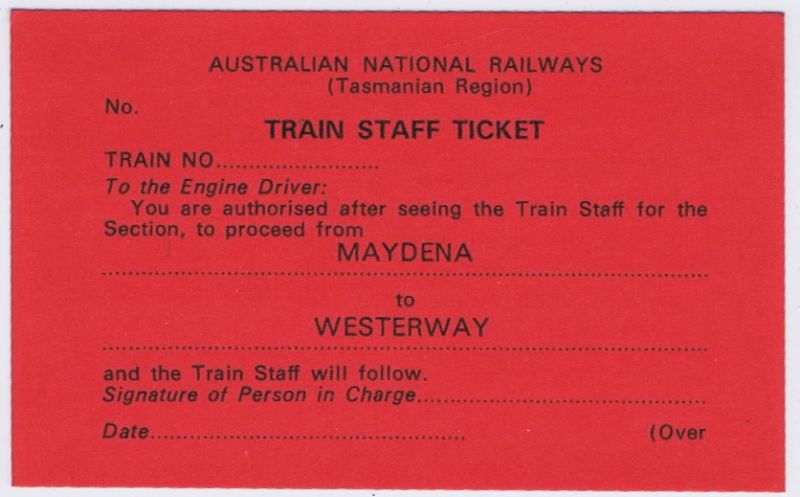 AUSTRALIAN NATIONAL RAILWAYS
(Tasmanian Region)
No.
TRAIN STAFF TICKET
TRAIN NO..........................
To the Engine Driver:
You are authorised after seeing the Train Staff for the
Section, to proceed from
MAYDENA
to
WESTERWAY
and the Train Staff will follow.
Signature of Person in Charge..............................................
Date..................................................
(Over